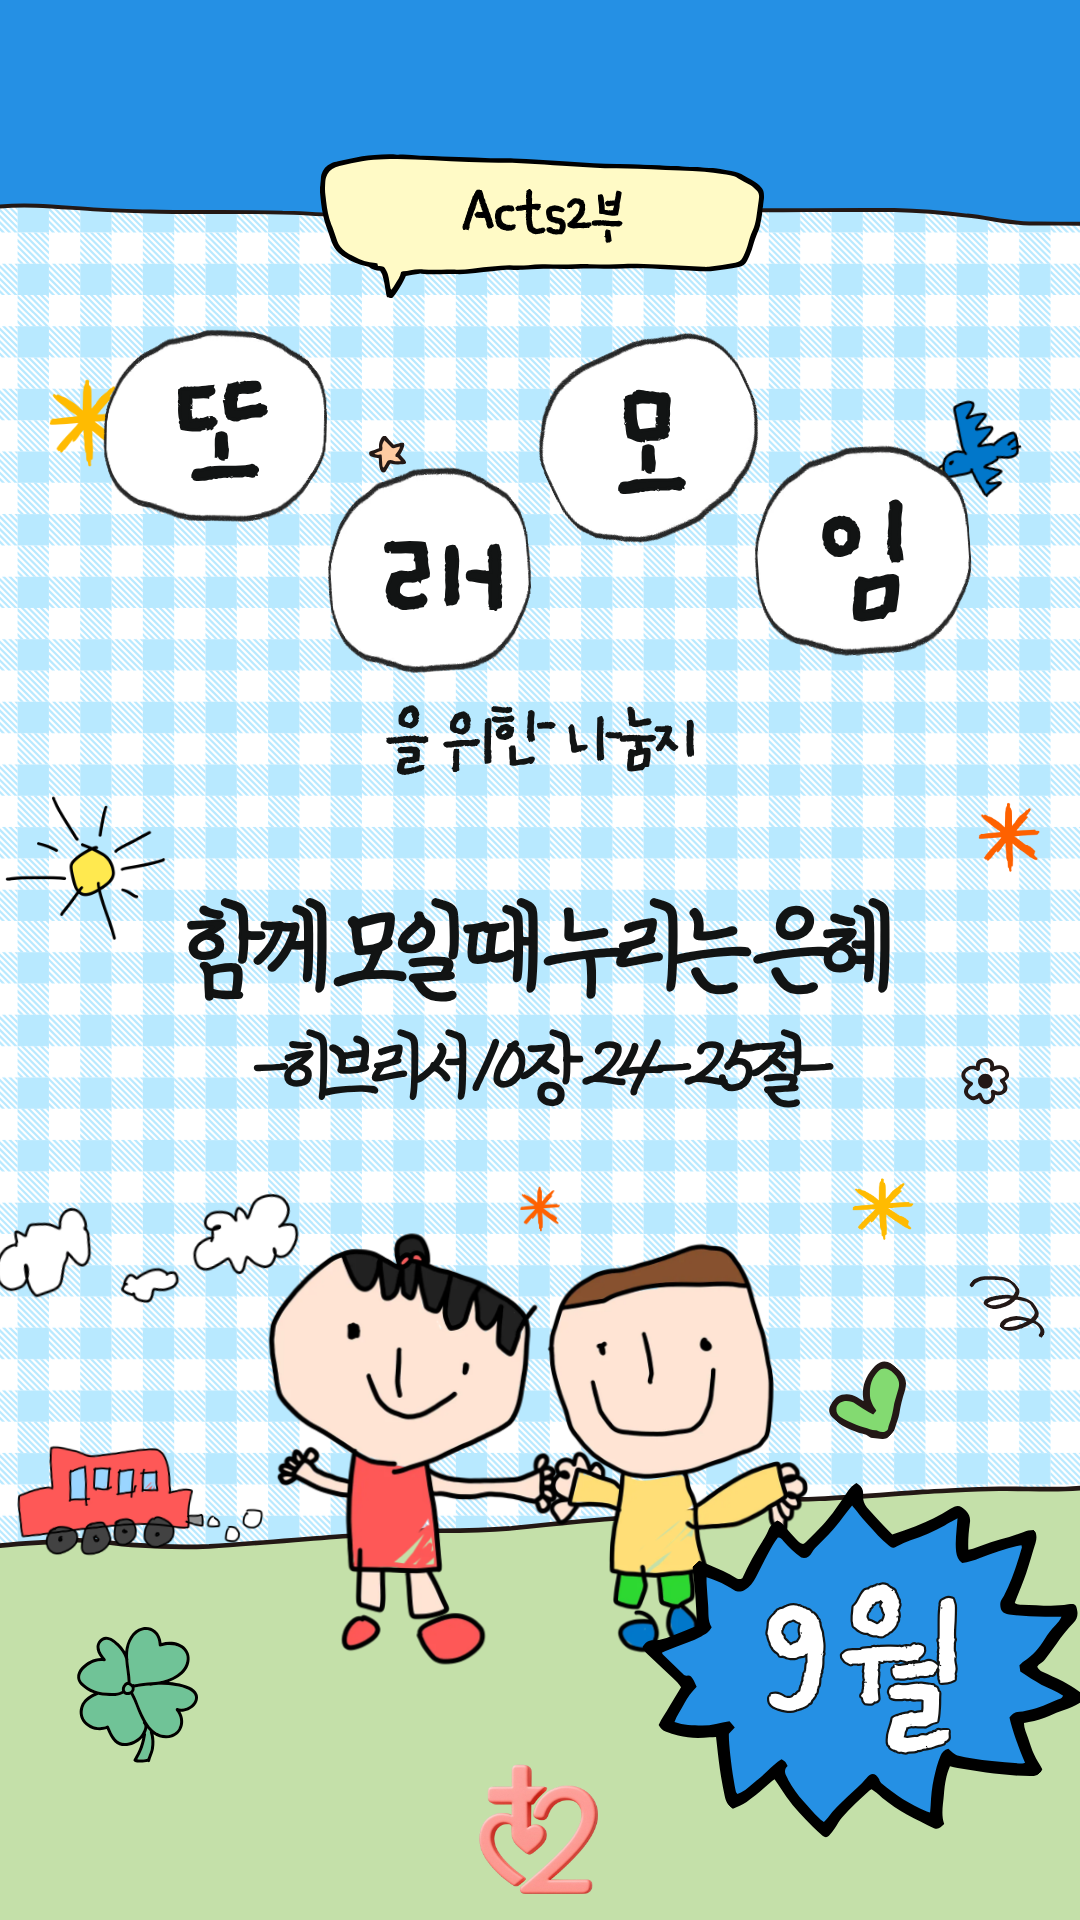 Acts2부
또래모임
을 위한 나눔지
함께 모일때 누리는 은혜
-히브리서 10장 24-25절-
9월